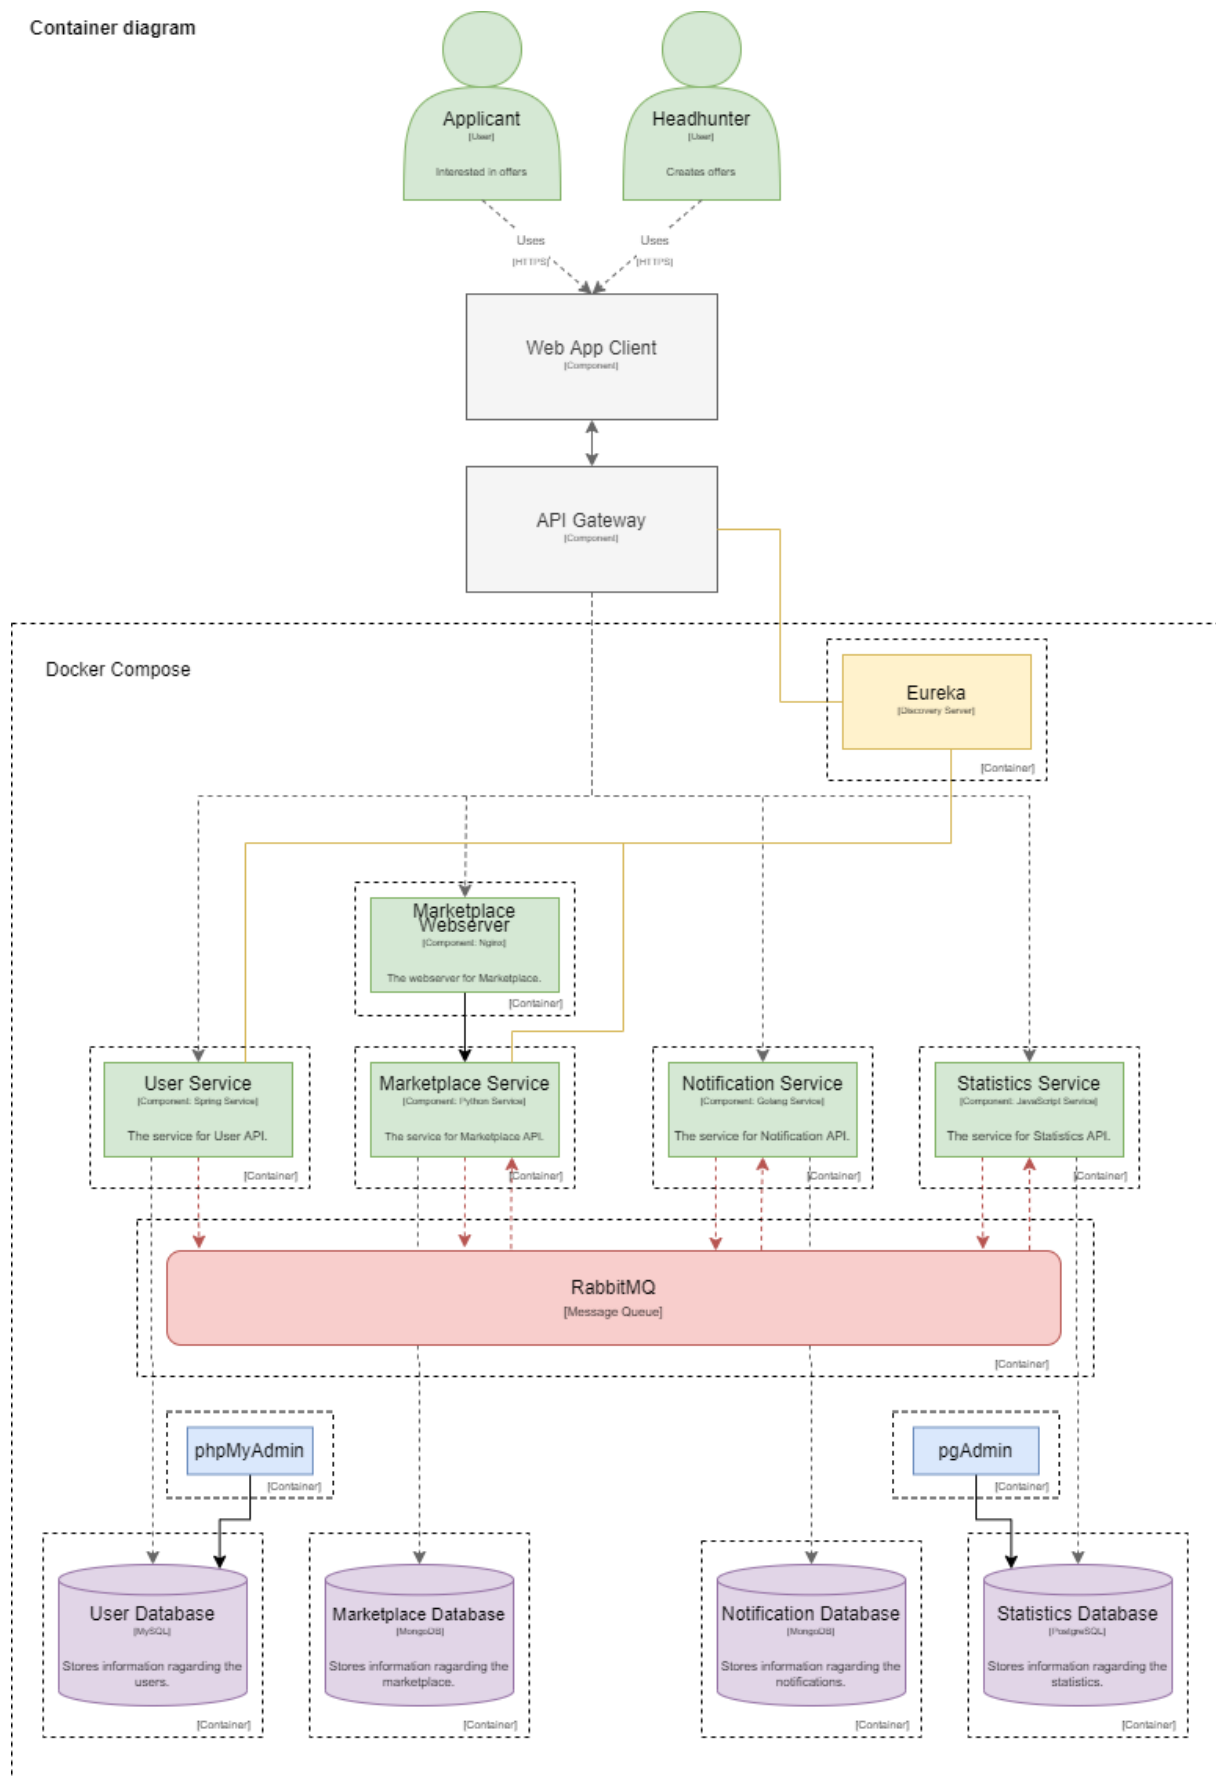 Container diagram
Applicant
[User]
Interested in offers
Headhunter
[User]
Creates offers
Uses
[HTTPS]
Uses
[HTTPS]
Web App Client
[Component]
API Gateway
[Component]
Docker Compose
Eureka
[Discovery Server]
[Container]
Marketplace
Webserver
[Component: Nginx]
The webserver for Marketplace.
[Container]
User Service
[Component: Spring Service]
The service for User API.
[Container]
Marketplace Service
[Component: Python Service]
The service for Marketplace API.
[Container]
Notification Service
[Component: Golang Service]
The service for Notification API.
[Container]
Statistics Service
[Component: JavaScript Service]
The service for Statistics API.
[Container]
RabbitMQ
[Message Queue]
[Container]
phpMyAdmin
[Container]
pgAdmin
[Container]
User Database
[MySQL]
Stores information ragarding the
users.
[Container]
Marketplace Database
[MongoDB]
Stores information ragarding the
marketplace.
[Container]
Notification Database
[MongoDB]
Stores information ragarding the
notifications.
[Container]
Statistics Database
[PostgreSQL]
Stores information ragarding the
statistics.
[Container]